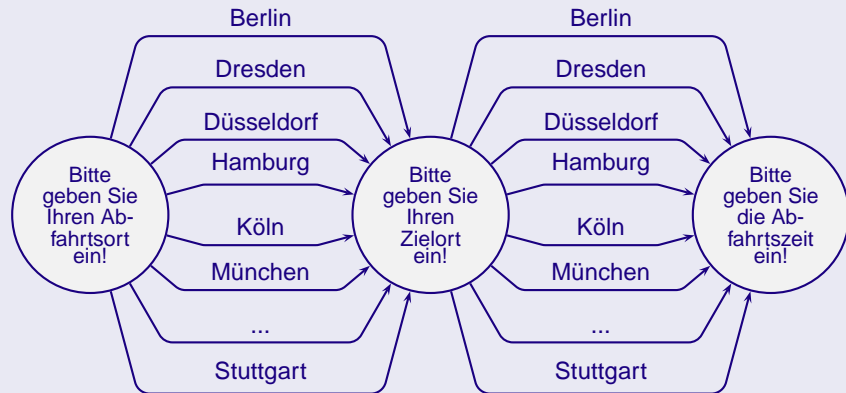 Berlin
Dresden
Düsseldorf
Hamburg
Köln
München
...
Stuttgart
Berlin
Dresden
Düsseldorf
Hamburg
Köln
München
...
Stuttgart
Bitte
geben Sie
Ihren Ab-
fahrtsort
ein!
Bitte
geben Sie
Ihren
Zielort
ein!
Bitte
geben Sie
die Ab-
fahrtszeit
ein!